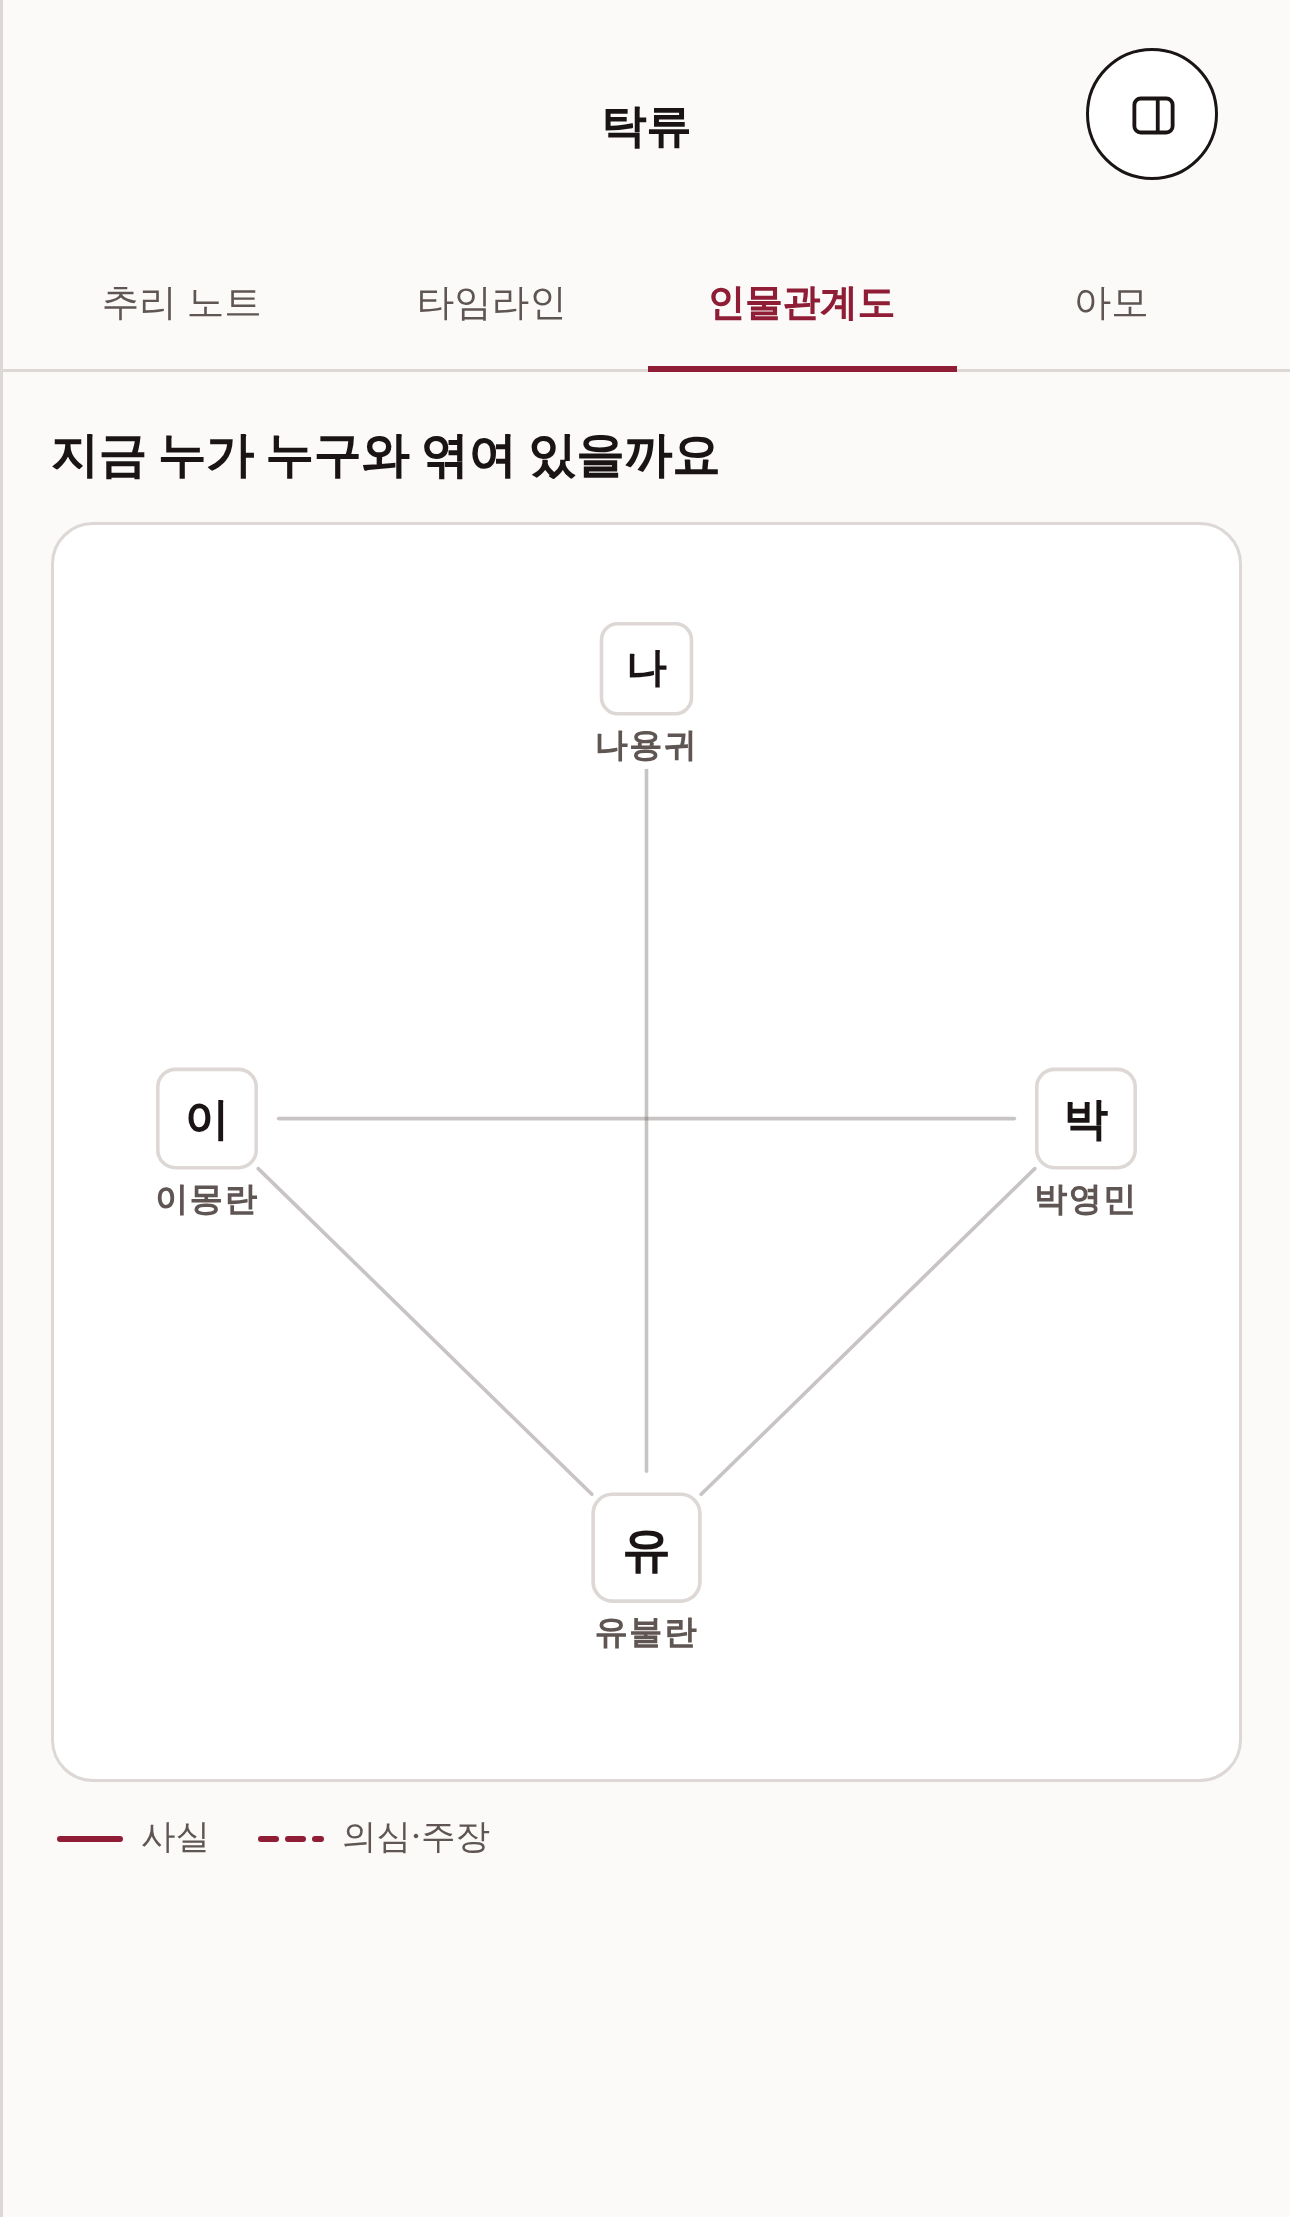 탁류
추리 노트 타임라인 인물관계도 아모
지금 누가 누구와 엮여 있을까요
나
나용귀
이 박
이몽란 박영민
유
유불란
사실 의심·주장